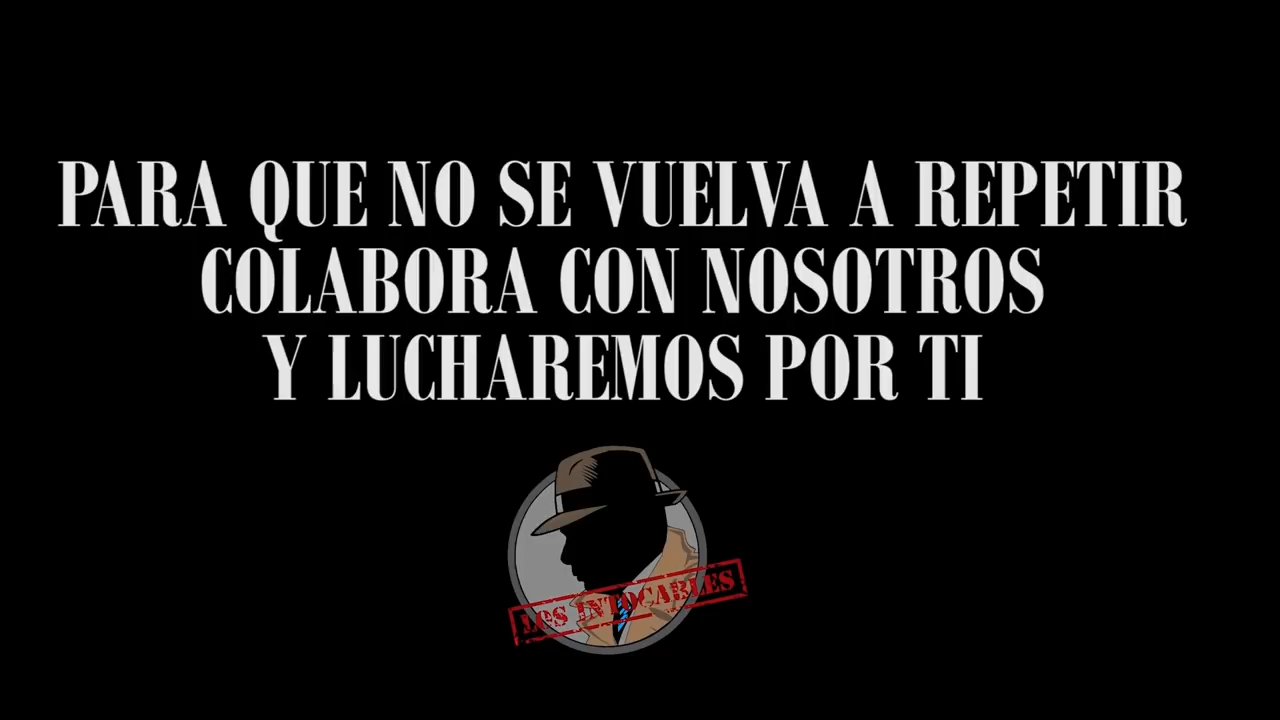 PARA QUE NO SE VUELVA A REPETIR
COLABORA CON NOSOTROS
Y LUCHAREMOS POR TI
LOS INTOCABLES